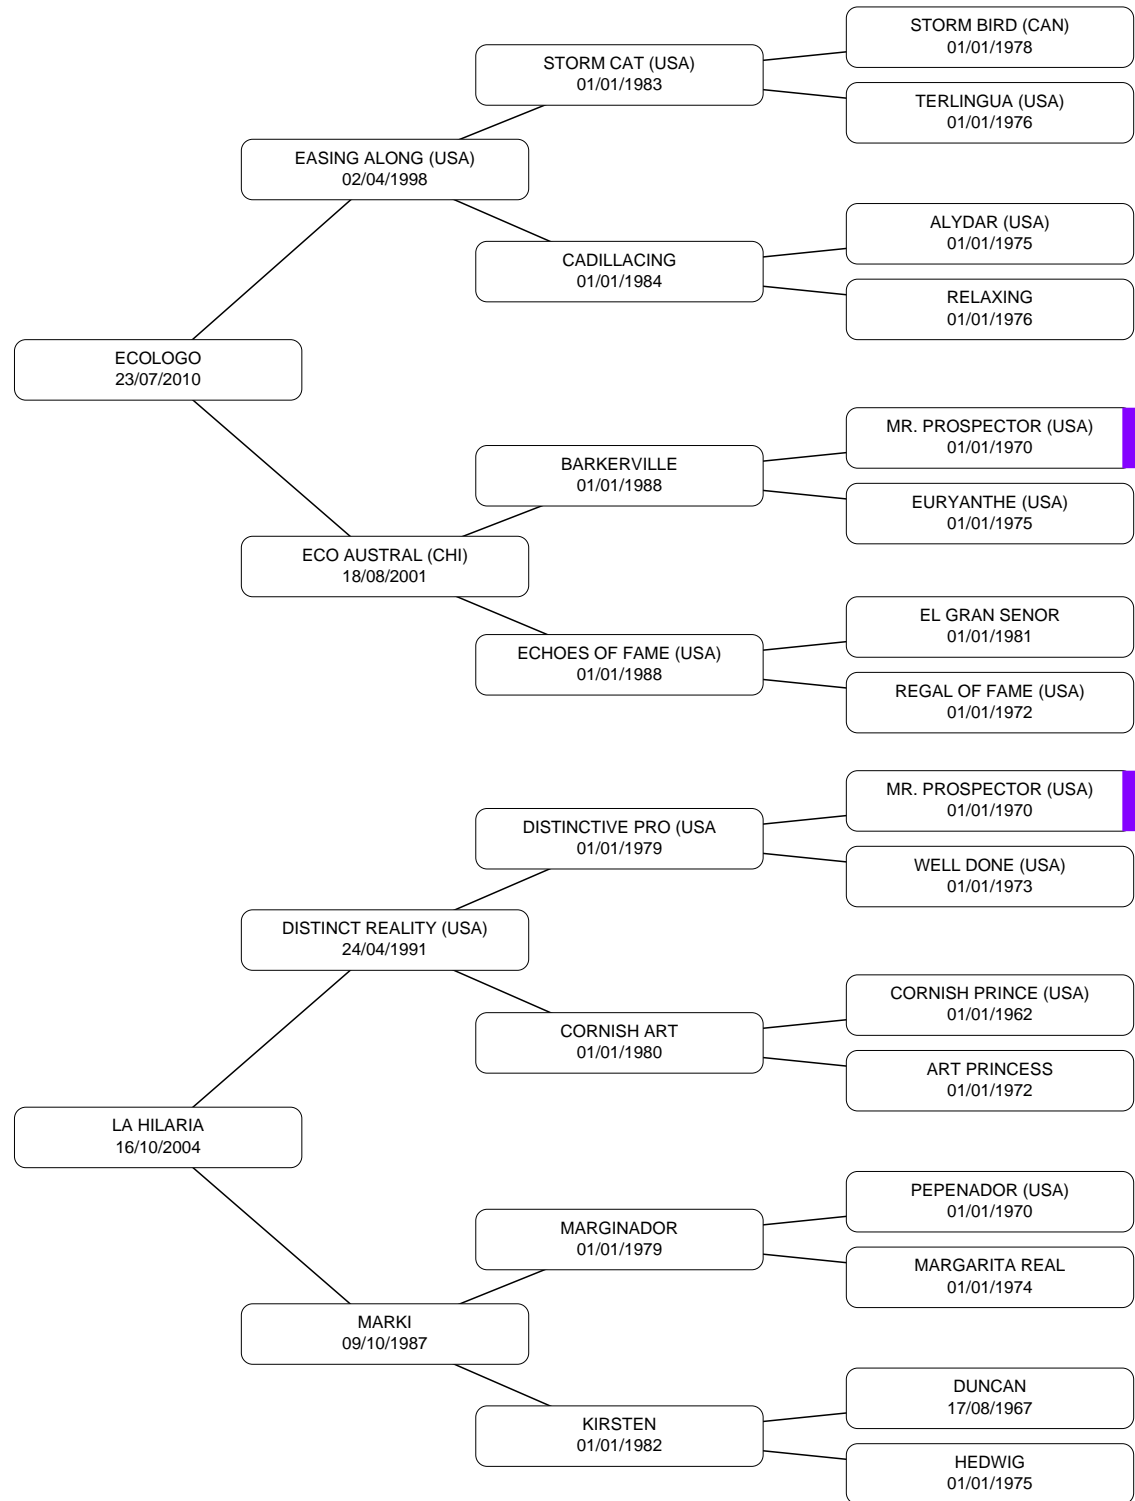 STORM BIRD (CAN)
01/01/1978
STORM CAT (USA)
01/01/1983
TERLINGUA (USA)
01/01/1976
EASING ALONG (USA)
02/04/1998
ALYDAR (USA)
01/01/1975
CADILLACING
01/01/1984
RELAXING
01/01/1976
ECOLOGO
23/07/2010
MR. PROSPECTOR (USA)
01/01/1970
BARKERVILLE
01/01/1988
EURYANTHE (USA)
01/01/1975
ECO AUSTRAL (CHI)
18/08/2001
EL GRAN SENOR
01/01/1981
ECHOES OF FAME (USA)
01/01/1988
REGAL OF FAME (USA)
01/01/1972
MR. PROSPECTOR (USA)
01/01/1970
DISTINCTIVE PRO (USA
01/01/1979
WELL DONE (USA)
01/01/1973
DISTINCT REALITY (USA)
24/04/1991
CORNISH PRINCE (USA)
01/01/1962
CORNISH ART
01/01/1980
ART PRINCESS
01/01/1972
LA HILARIA
16/10/2004
PEPENADOR (USA)
01/01/1970
MARGINADOR
01/01/1979
MARGARITA REAL
01/01/1974
MARKI
09/10/1987
DUNCAN
17/08/1967
KIRSTEN
01/01/1982
HEDWIG
01/01/1975